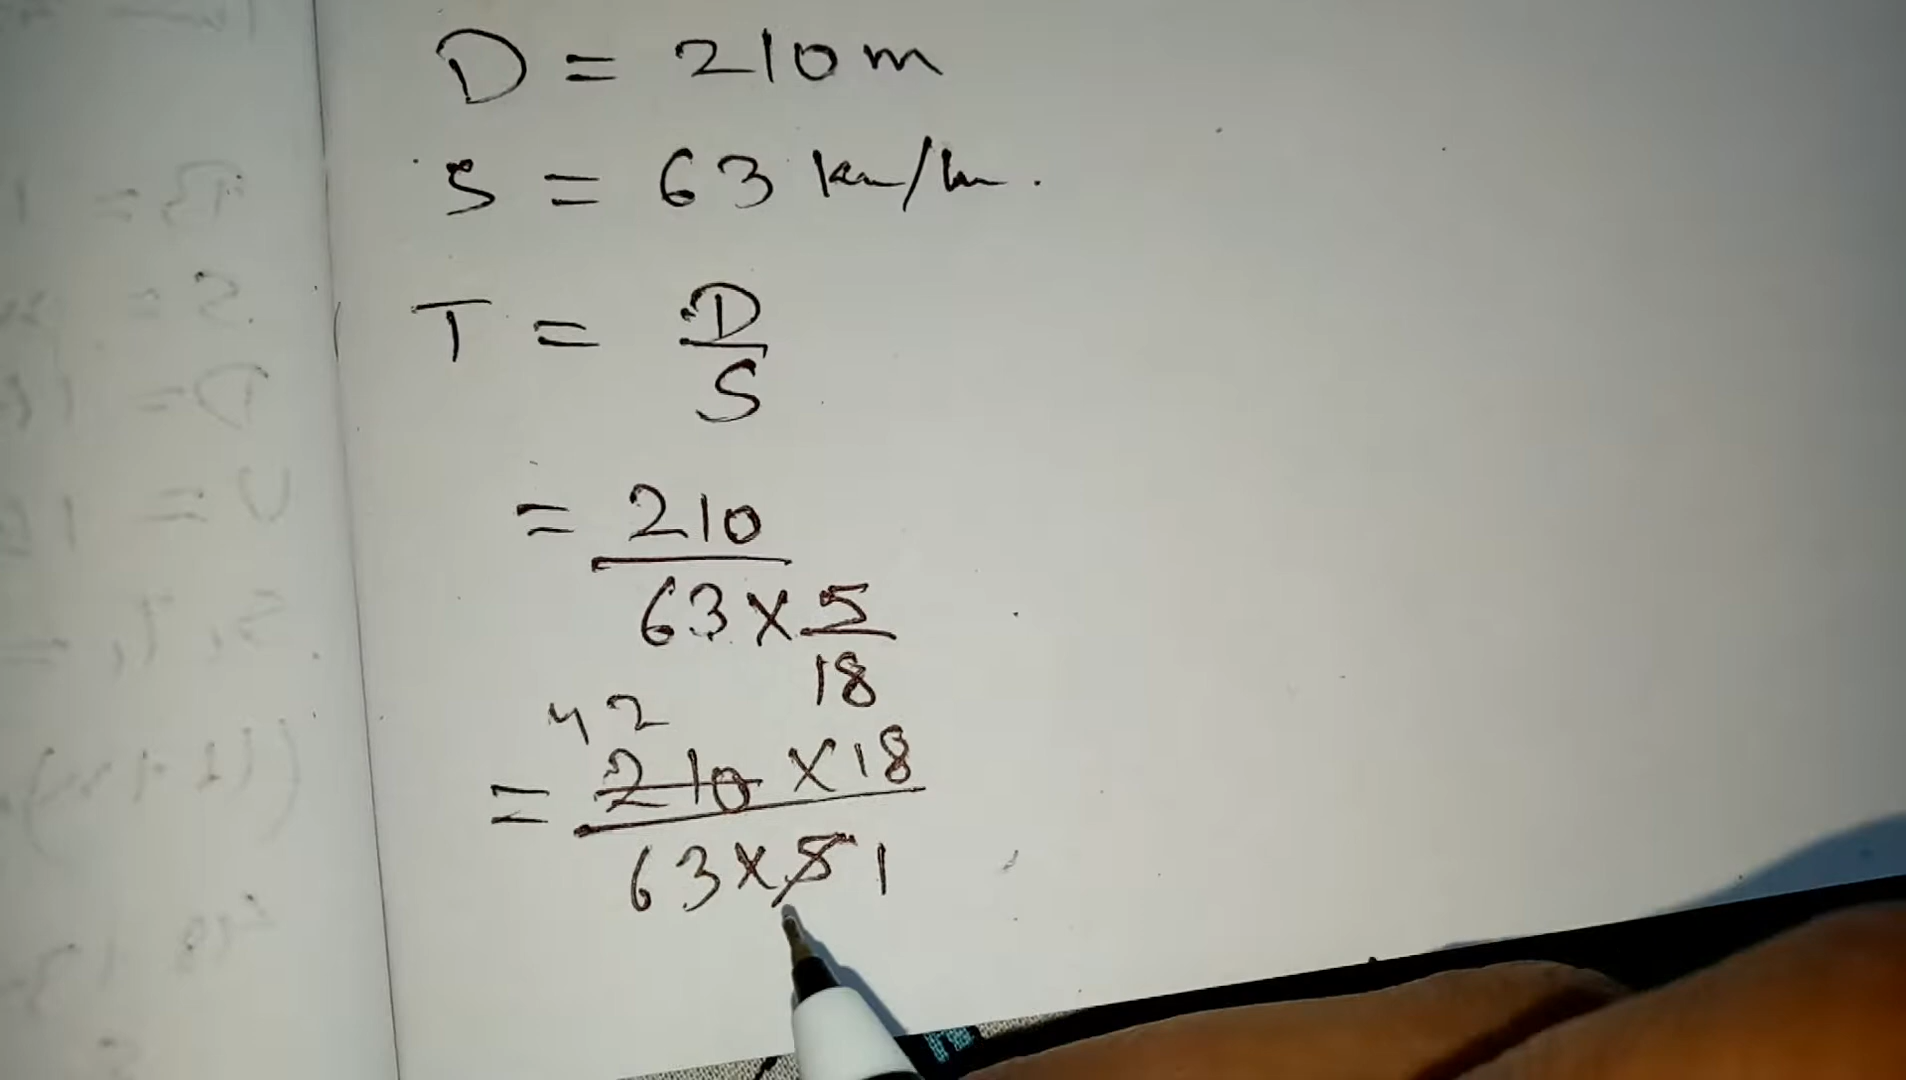 D = 210 m
S = 63 km/hr.
T = D
S
= 210
63 × 5
18
42
= 210 × 18
63 × 5 1